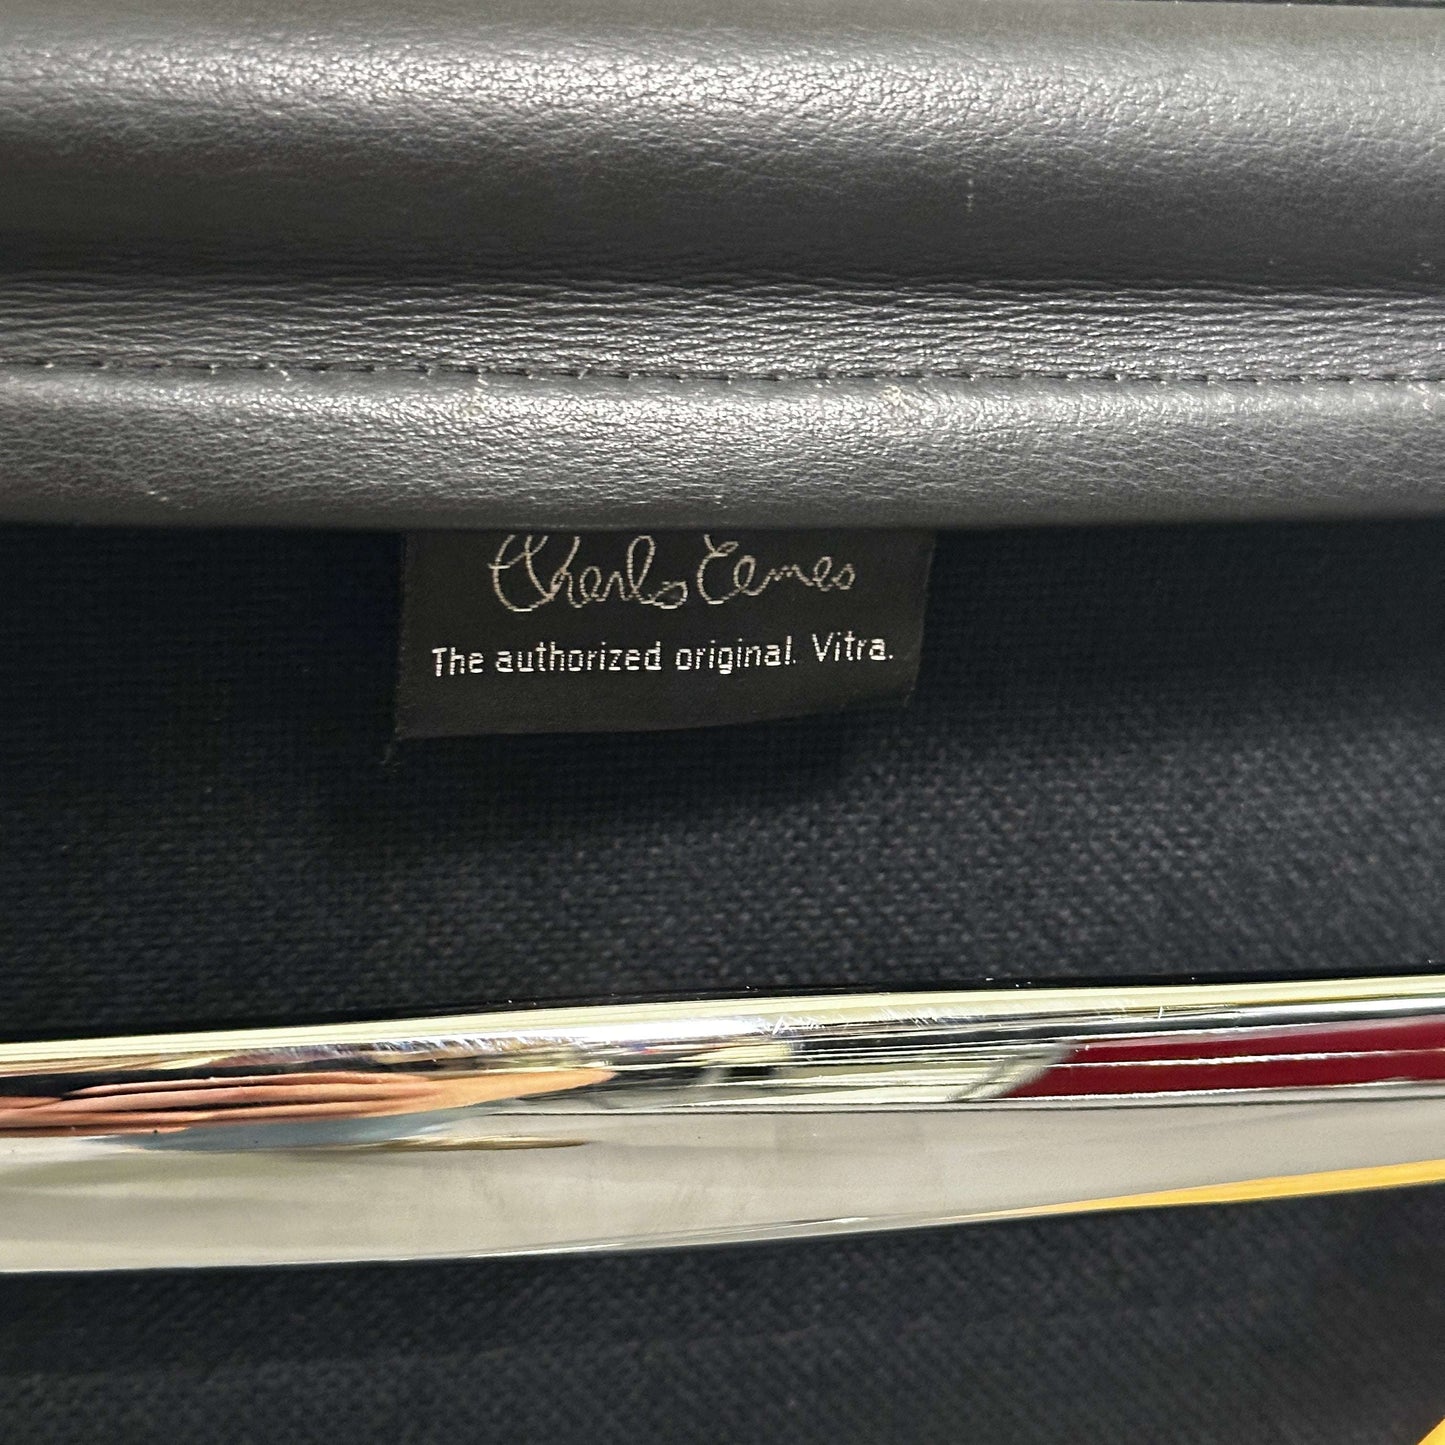 Charles Eames
The authorized original. Vitra.